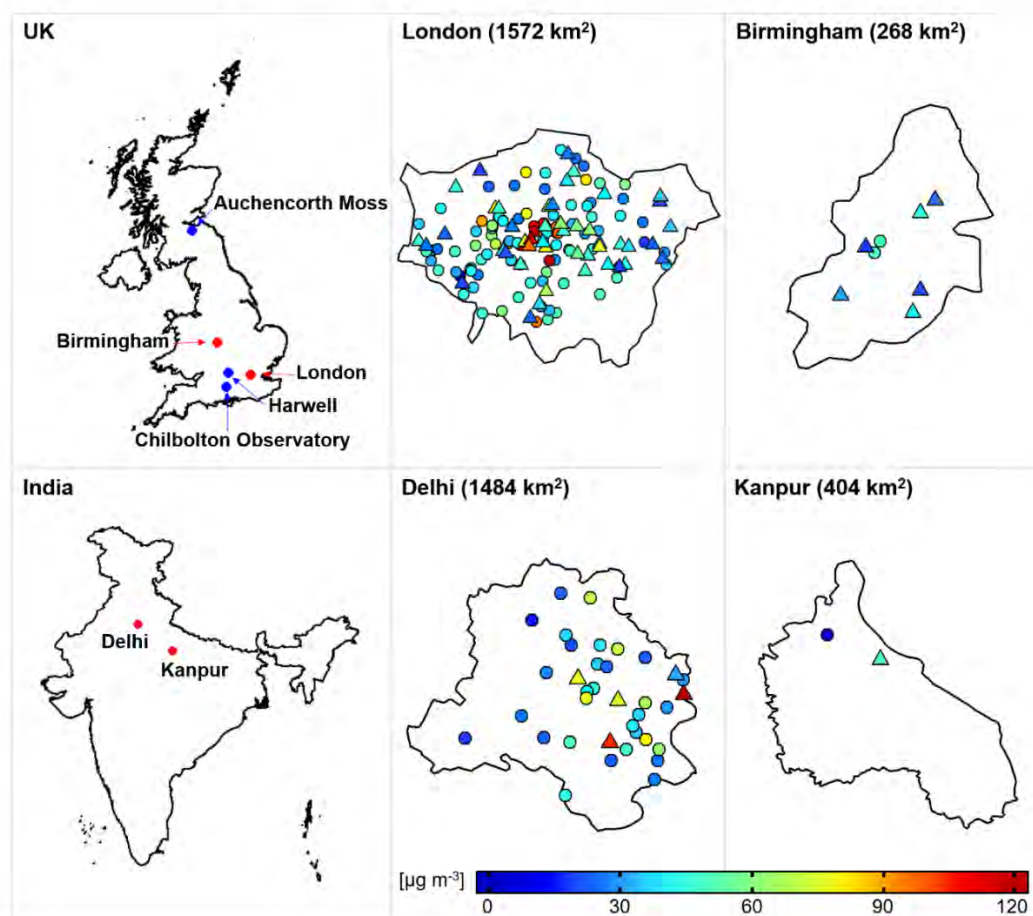 UK
London (1572 km²)
Birmingham (268 km²)
Auchencorth Moss
Birmingham
London
Harwell
Chilbolton Observatory
India
Delhi (1484 km²)
Kanpur (404 km²)
Delhi
Kanpur
[µg m⁻³]
0 30 60 90 120